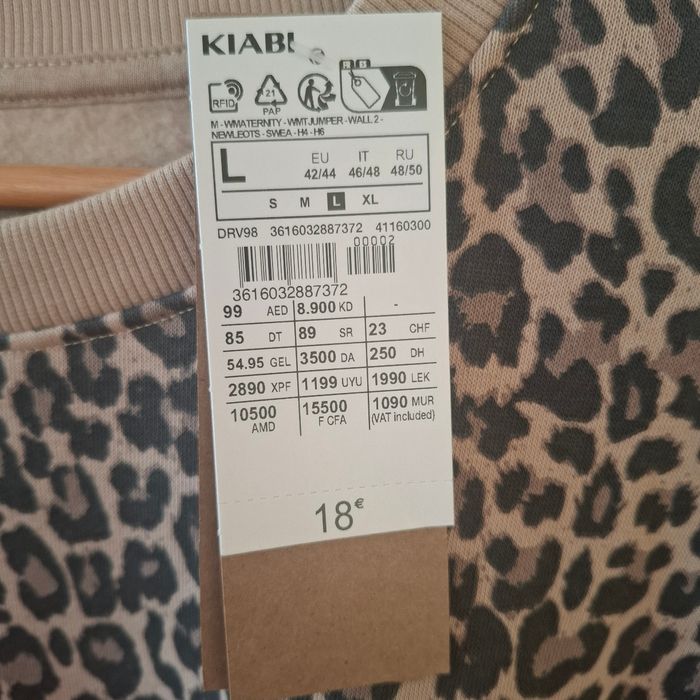 KIABI
RFID
21
PAP
M - WMATERNITY - WMTJUMPER - WALL 2 -
NEWLEOTS - SWEA - H4 - H6
L EU IT RU
42/44 46/48 48/50
S M L XL
DRV98 3616032887372 41160300
00002
3616032887372
99 AED 8.900 KD -
85 DT 89 SR 23 CHF
54.95 GEL 3500 DA 250 DH
2890 XPF 1199 UYU 1990 LEK
10500 AMD 15500 F CFA 1090 MUR (VAT included)
18€